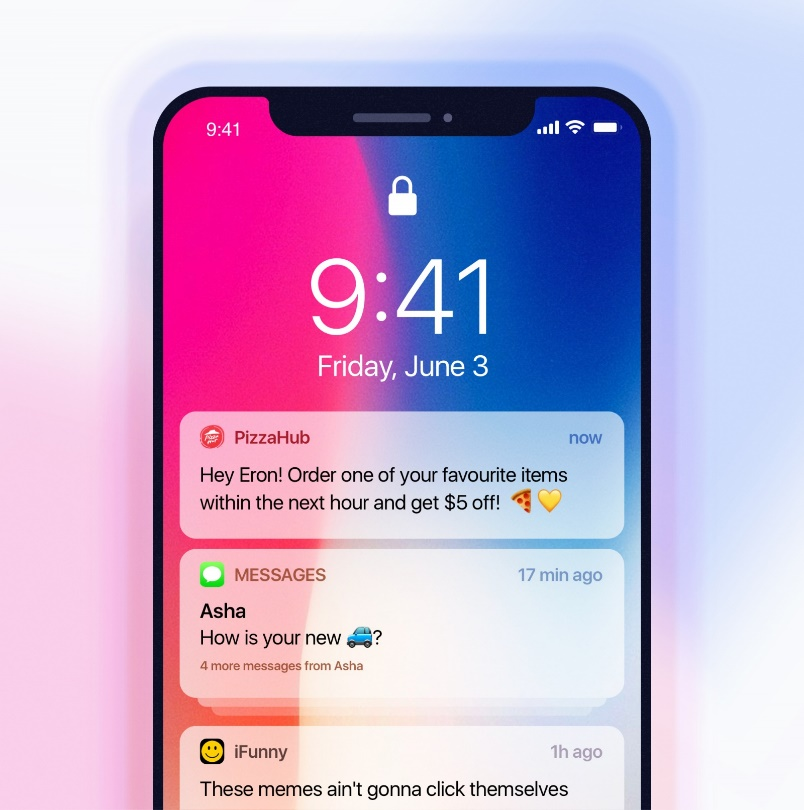 9:41
9:41
Friday, June 3
PizzaHub
now
Hey Eron! Order one of your favourite items
within the next hour and get $5 off! 🍕💛
MESSAGES
17 min ago
Asha
How is your new 🚙?
4 more messages from Asha
iFunny
1h ago
These memes ain't gonna click themselves